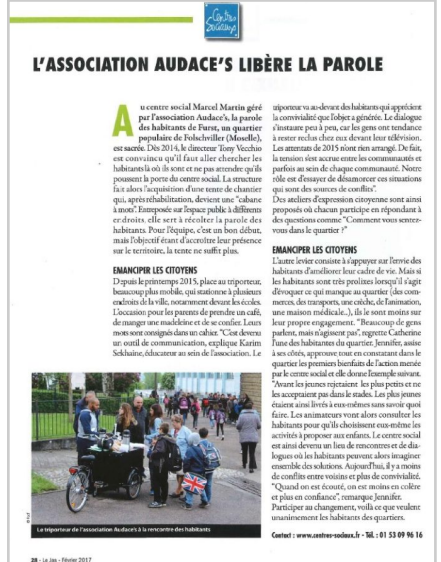 Centres
Sociaux
L'ASSOCIATION AUDACE'S LIBÈRE LA PAROLE
Au centre social Marcel Martin géré
par l'association Audace's, la parole
des habitants de Furst, un quartier
populaire de Folschviller (Moselle),
est sacrée. Dès 2014, le directeur Tony Vecchio
est convaincu qu'il faut aller chercher les
habitants là où ils sont et ne pas attendre qu'ils
poussent la porte du centre social. La structure
fait alors l'acquisition d'une tente de chantier
qui, après réhabilitation, devient une "cabane
à mots". Entreposée sur l'espace public à différents
endroits, elle sert à récolter la parole des
habitants. Pour l'équipe, c'est un bon début,
mais l'objectif étant d'accroître leur présence
sur le territoire, la tente ne suffit plus.
EMANCIPER LES CITOYENS
Depuis le printemps 2015, place au triporteur,
beaucoup plus mobile, qui stationne à plusieurs
endroits de la ville, notamment devant les écoles.
L'occasion pour les parents de prendre un café,
de manger une madeleine et de se confier. Leurs
mots sont consignés dans un cahier. "C'est devenu
un outil de communication, explique Karim
Sekhaine, éducateur au sein de l'association. Le
Le triporteur de l'association Audace's à la rencontre des habitants
28 - Le Jas - Février 2017
triporteur va au-devant des habitants qui apprécient
la convivialité que l'objet a générée. Le dialogue
s'instaure peu à peu, car les gens ont tendance
à rester reclus chez eux devant leur télévision.
Les attentats de 2015 n'ont rien arrangé. De fait,
la tension s'est accrue entre les communautés et
parfois au sein de chaque communauté. Notre
rôle est d'essayer de désamorcer ces situations
qui sont des sources de conflits".
Des ateliers d'expression citoyenne sont ainsi
proposés où chaque participe en répondant à
des questions comme "Comment vous sentez-
vous dans le quartier ?"
EMANCIPER LES CITOYENS
L'autre levier consiste à s'appuyer sur l'envie des
habitants d'améliorer leur cadre de vie. Mais si
les habitants sont très prolixes lorsqu'il s'agit
d'évoquer ce qui manque au quartier (des com-
merces, des transports, une crèche, de l'animation,
une maison médicale...), ils le sont moins sur
leur propre engagement. "Beaucoup de gens
parlent, mais n'agissent pas", regrette Catherine
l'une des habitantes du quartier. Jennifer, assise
à ses côtés, approuve tout en constatant dans le
quartier les premiers bienfaits de l'action menée
par le centre social et elle donne l'exemple suivant.
"Avant les jeunes rejetaient les plus petits et ne
les acceptaient pas dans le stade. Les plus jeunes
étaient ainsi livrés à eux-mêmes sans savoir quoi
faire. Les animateurs vont alors consulter les
habitants pour qu'ils choisissent eux-même les
activités à proposer aux enfants. Le centre social
est ainsi devenu un lieu de rencontres et de dia-
logues où les habitants peuvent alors imaginer
ensemble des solutions. Aujourd'hui, il y a moins
de conflits entre voisins et plus de convivialité.
"Quand on est écouté, on est moins en colère
et plus en confiance", remarque Jennifer.
Participer au changement, voilà ce que veulent
unanimement les habitants des quartiers.
Contact : www.centres-sociaux.fr - Tél. : 01 53 09 96 16